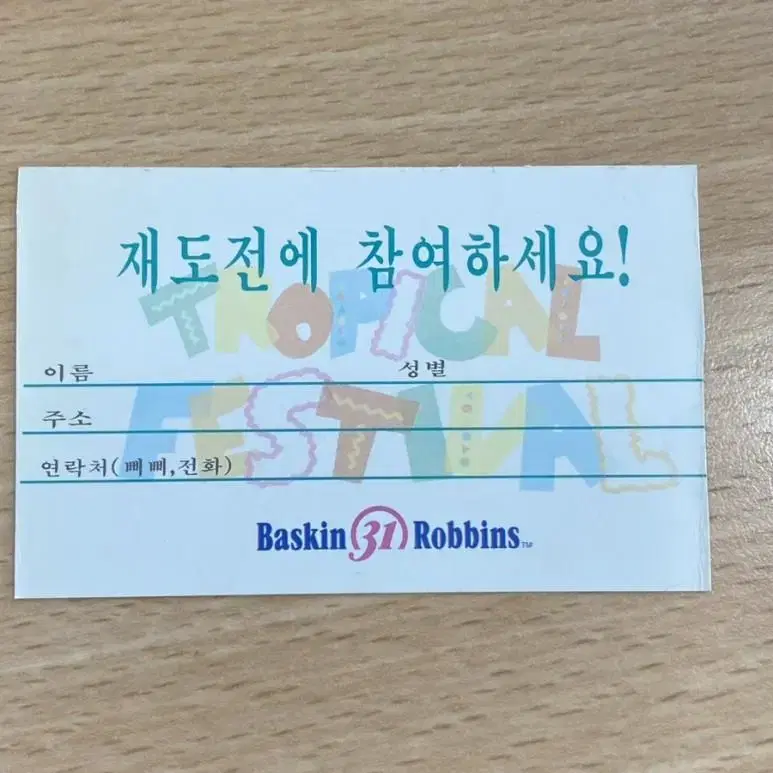 재도전에 참여하세요!
TROPICAL
FESTIVAL
이름 성별
주소
연락처(삐삐,전화)
Baskin 31 Robbins™